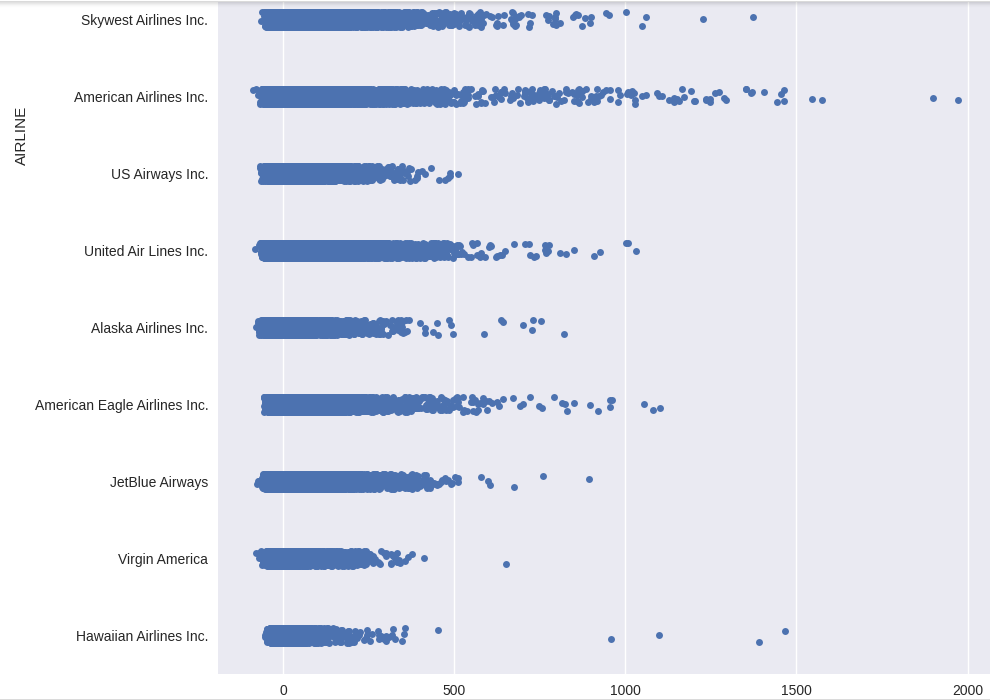 AIRLINE
Skywest Airlines Inc.
American Airlines Inc.
US Airways Inc.
United Air Lines Inc.
Alaska Airlines Inc.
American Eagle Airlines Inc.
JetBlue Airways
Virgin America
Hawaiian Airlines Inc.
0 500 1000 1500 2000